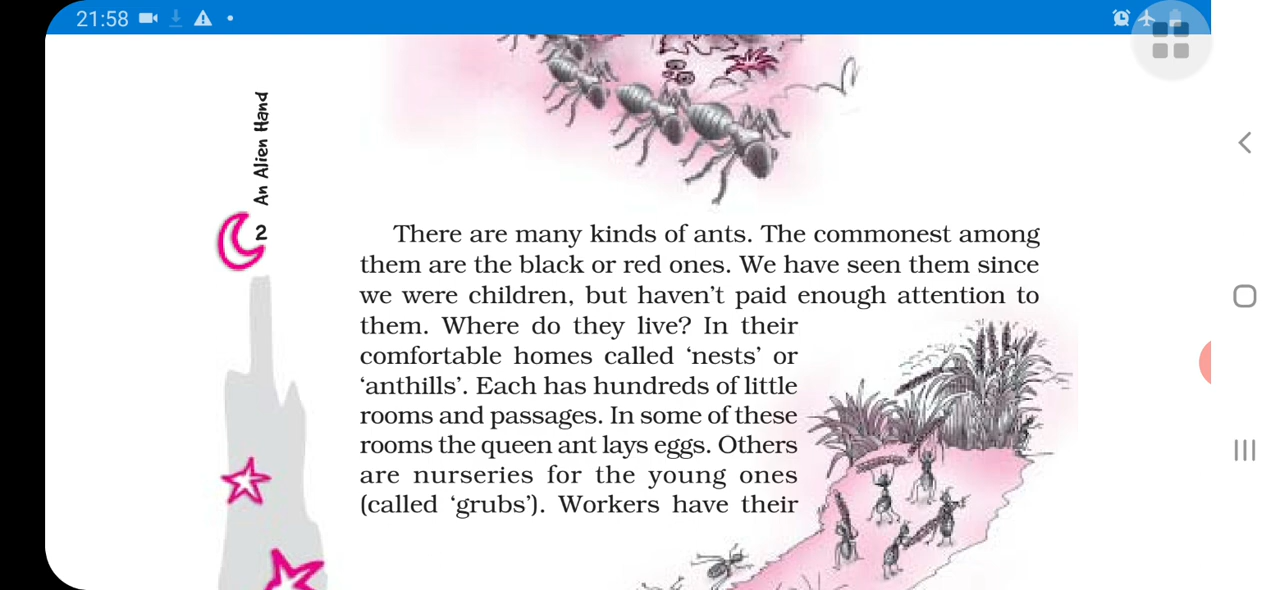 21:58
An Alien Hand
2
There are many kinds of ants. The commonest among
them are the black or red ones. We have seen them since
we were children, but haven’t paid enough attention to
them. Where do they live? In their
comfortable homes called ‘nests’ or
‘anthills’. Each has hundreds of little
rooms and passages. In some of these
rooms the queen ant lays eggs. Others
are nurseries for the young ones
(called ‘grubs’). Workers have their